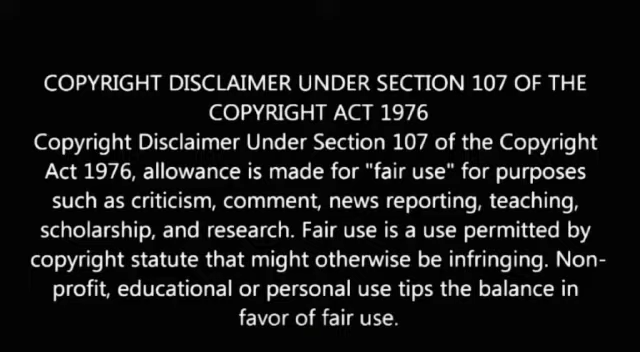 COPYRIGHT DISCLAIMER UNDER SECTION 107 OF THE
COPYRIGHT ACT 1976
Copyright Disclaimer Under Section 107 of the Copyright
Act 1976, allowance is made for "fair use" for purposes
such as criticism, comment, news reporting, teaching,
scholarship, and research. Fair use is a use permitted by
copyright statute that might otherwise be infringing. Non-
profit, educational or personal use tips the balance in
favor of fair use.